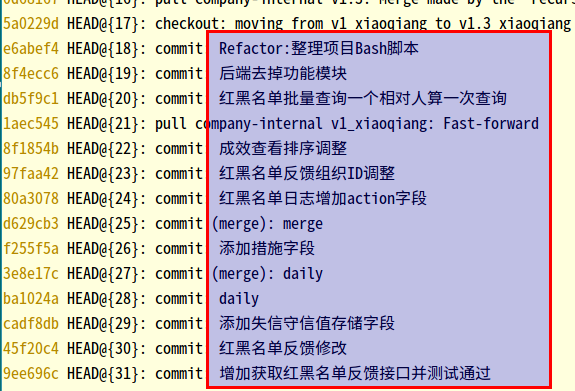 HEAD@{16}: pull company-internal v1.3: Merge made by the 'recurs
5a0229d HEAD@{17}: checkout: moving from v1_xiaoqiang to v1.3_xiaoqiang
e6abef4 HEAD@{18}: commit: Refactor:整理项目Bash脚本
8f4ecc6 HEAD@{19}: commit: 后端去掉功能模块
db5f9c1 HEAD@{20}: commit: 红黑名单批量查询一个相对人算一次查询
1aec545 HEAD@{21}: pull company-internal v1_xiaoqiang: Fast-forward
8f1854b HEAD@{22}: commit: 成效查看排序调整
97faa42 HEAD@{23}: commit: 红黑名单反馈组织ID调整
80a3078 HEAD@{24}: commit: 红黑名单日志增加action字段
d629cb3 HEAD@{25}: commit (merge): merge
f255f5a HEAD@{26}: commit: 添加措施字段
3e8e17c HEAD@{27}: commit (merge): daily
ba1024a HEAD@{28}: commit: daily
cadf8db HEAD@{29}: commit: 添加失信守信值存储字段
45f20c4 HEAD@{30}: commit: 红黑名单反馈修改
9ee696c HEAD@{31}: commit: 增加获取红黑名单反馈接口并测试通过